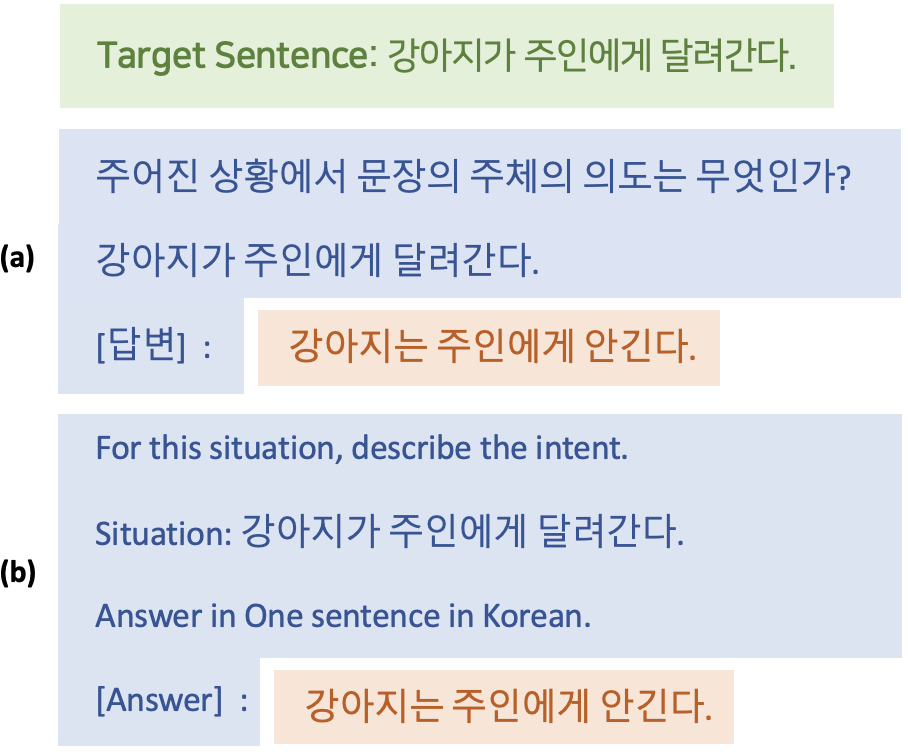 Target Sentence: 강아지가 주인에게 달려간다.
(a)
주어진 상황에서 문장의 주체의 의도는 무엇인가?
강아지가 주인에게 달려간다.
[답변] : 강아지는 주인에게 안긴다.
(b)
For this situation, describe the intent.
Situation: 강아지가 주인에게 달려간다.
Answer in One sentence in Korean.
[Answer] : 강아지는 주인에게 안긴다.